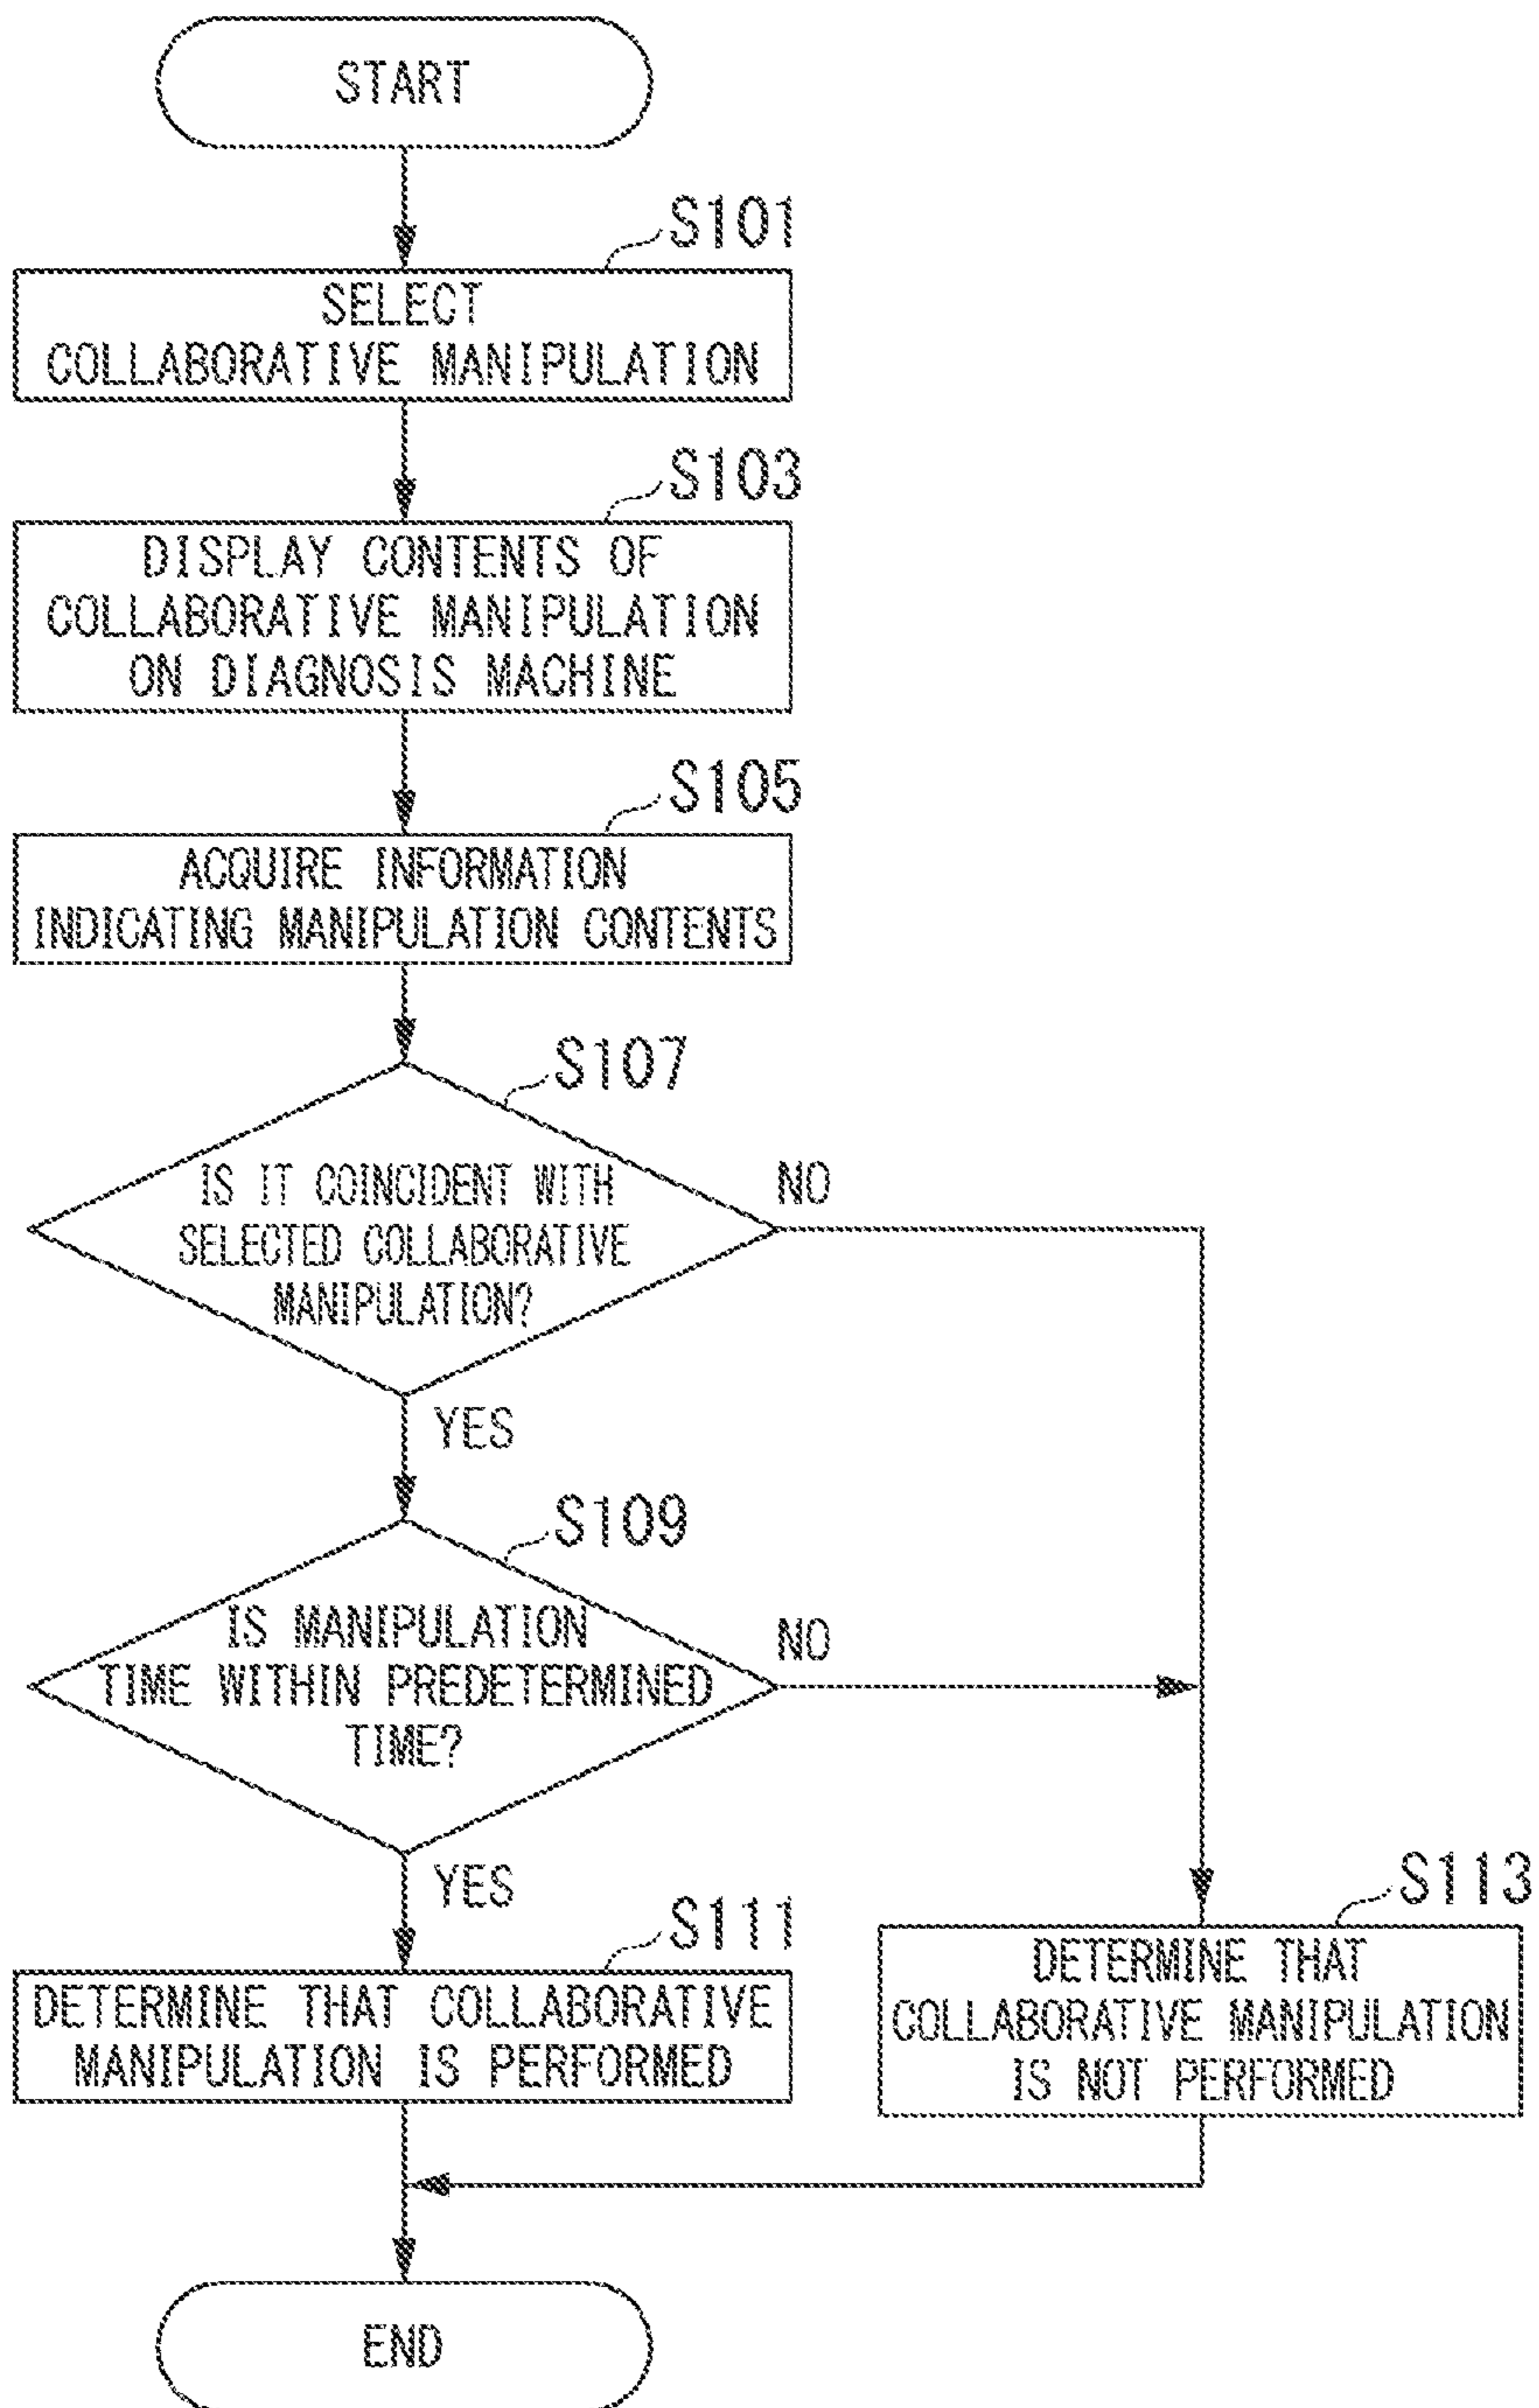 START
S101
SELECT
COLLABORATIVE MANIPULATION
S103
DISPLAY CONTENTS OF
COLLABORATIVE MANIPULATION
ON DIAGNOSIS MACHINE
S105
ACQUIRE INFORMATION
INDICATING MANIPULATION CONTENTS
S107
IS IT COINCIDENT WITH
SELECTED COLLABORATIVE
MANIPULATION?
NO
YES
S109
IS MANIPULATION
TIME WITHIN PREDETERMINED
TIME?
NO
YES
S111
DETERMINE THAT COLLABORATIVE
MANIPULATION IS PERFORMED
S113
DETERMINE THAT
COLLABORATIVE MANIPULATION
IS NOT PERFORMED
END